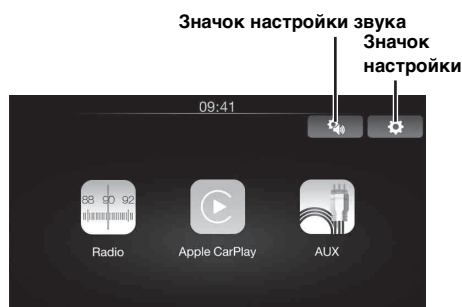 Значок настройки звука
Значок
настройки
09:41
88 90 92
Radio
Apple CarPlay
AUX